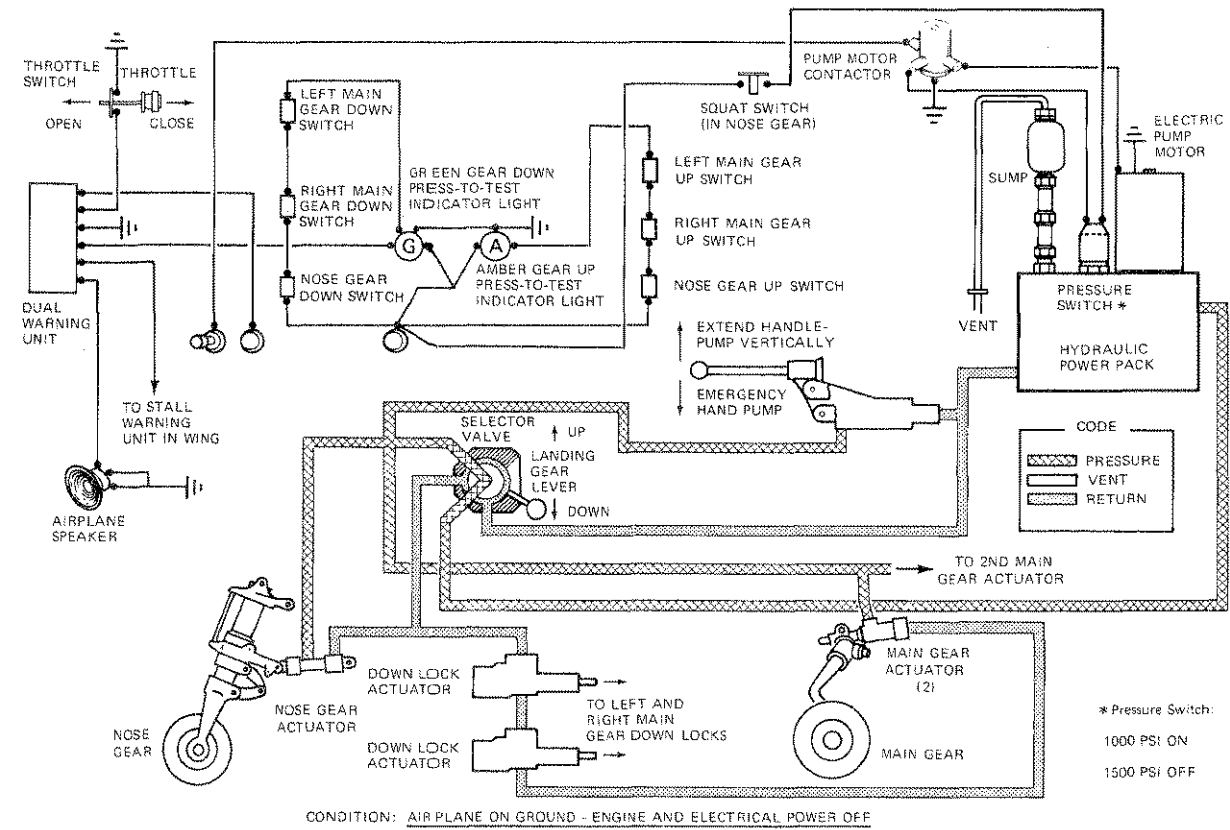 THROTTLE
SWITCH
THROTTLE
OPEN
CLOSE
LEFT MAIN
GEAR DOWN
SWITCH
RIGHT MAIN
GEAR DOWN
SWITCH
NOSE GEAR
DOWN SWITCH
GREEN GEAR DOWN
PRESS-TO-TEST
INDICATOR LIGHT
G
A
AMBER GEAR UP
PRESS-TO-TEST
INDICATOR LIGHT
SQUAT SWITCH
(IN NOSE GEAR)
PUMP MOTOR
CONTACTOR
LEFT MAIN GEAR
UP SWITCH
RIGHT MAIN GEAR
UP SWITCH
NOSE GEAR UP SWITCH
SUMP
ELECTRIC
PUMP
MOTOR
VENT
PRESSURE
SWITCH *
HYDRAULIC
POWER PACK
DUAL
WARNING
UNIT
TO STALL
WARNING
UNIT IN WING
AIRPLANE
SPEAKER
EXTEND HANDLE-
PUMP VERTICALLY
EMERGENCY
HAND PUMP
SELECTOR
VALVE
UP
LANDING
GEAR
LEVER
DOWN
CODE
PRESSURE
VENT
RETURN
TO 2ND MAIN
GEAR ACTUATOR
NOSE
GEAR
NOSE GEAR
ACTUATOR
DOWN LOCK
ACTUATOR
DOWN LOCK
ACTUATOR
TO LEFT AND
RIGHT MAIN
GEAR DOWN LOCKS
MAIN GEAR
ACTUATOR
(2)
MAIN GEAR
* Pressure Switch:
1000 PSI ON
1500 PSI OFF
CONDITION: AIRPLANE ON GROUND - ENGINE AND ELECTRICAL POWER OFF